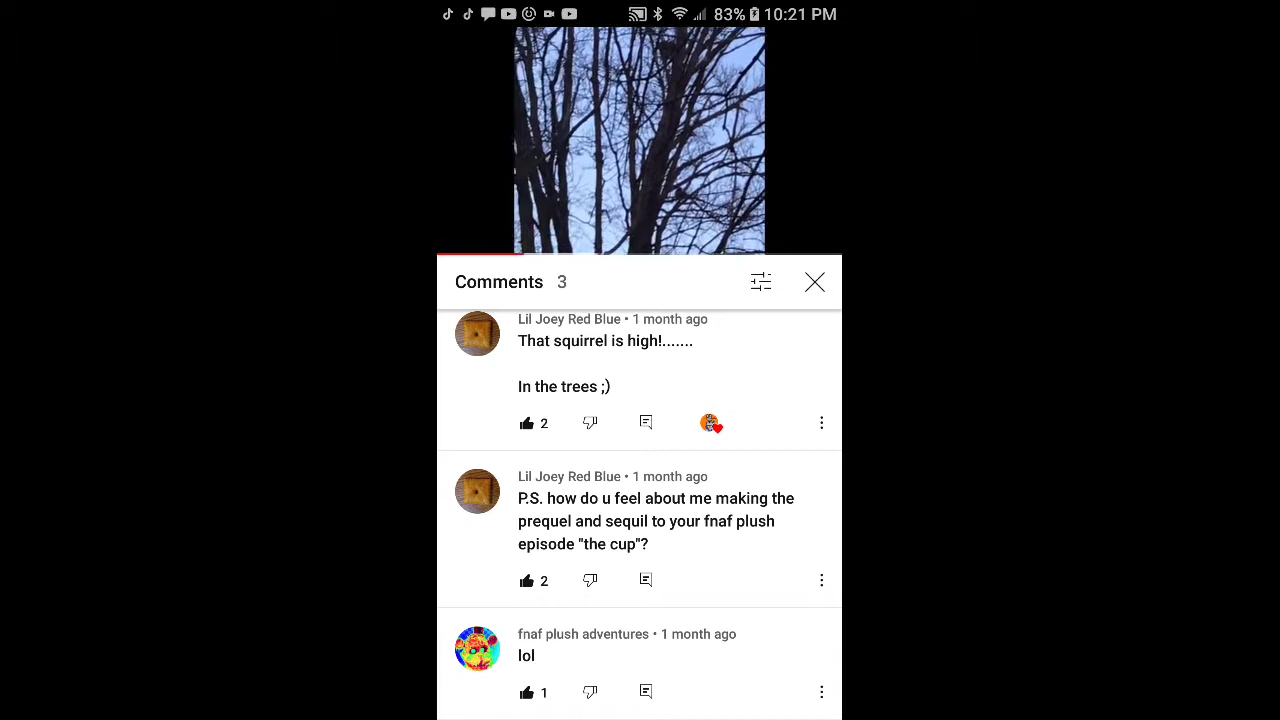 83% 10:21 PM
Comments 3
Lil Joey Red Blue • 1 month ago
That squirrel is high!.......
In the trees ;)
2
Lil Joey Red Blue • 1 month ago
P.S. how do u feel about me making the
prequel and sequil to your fnaf plush
episode "the cup"?
2
fnaf plush adventures • 1 month ago
lol
1